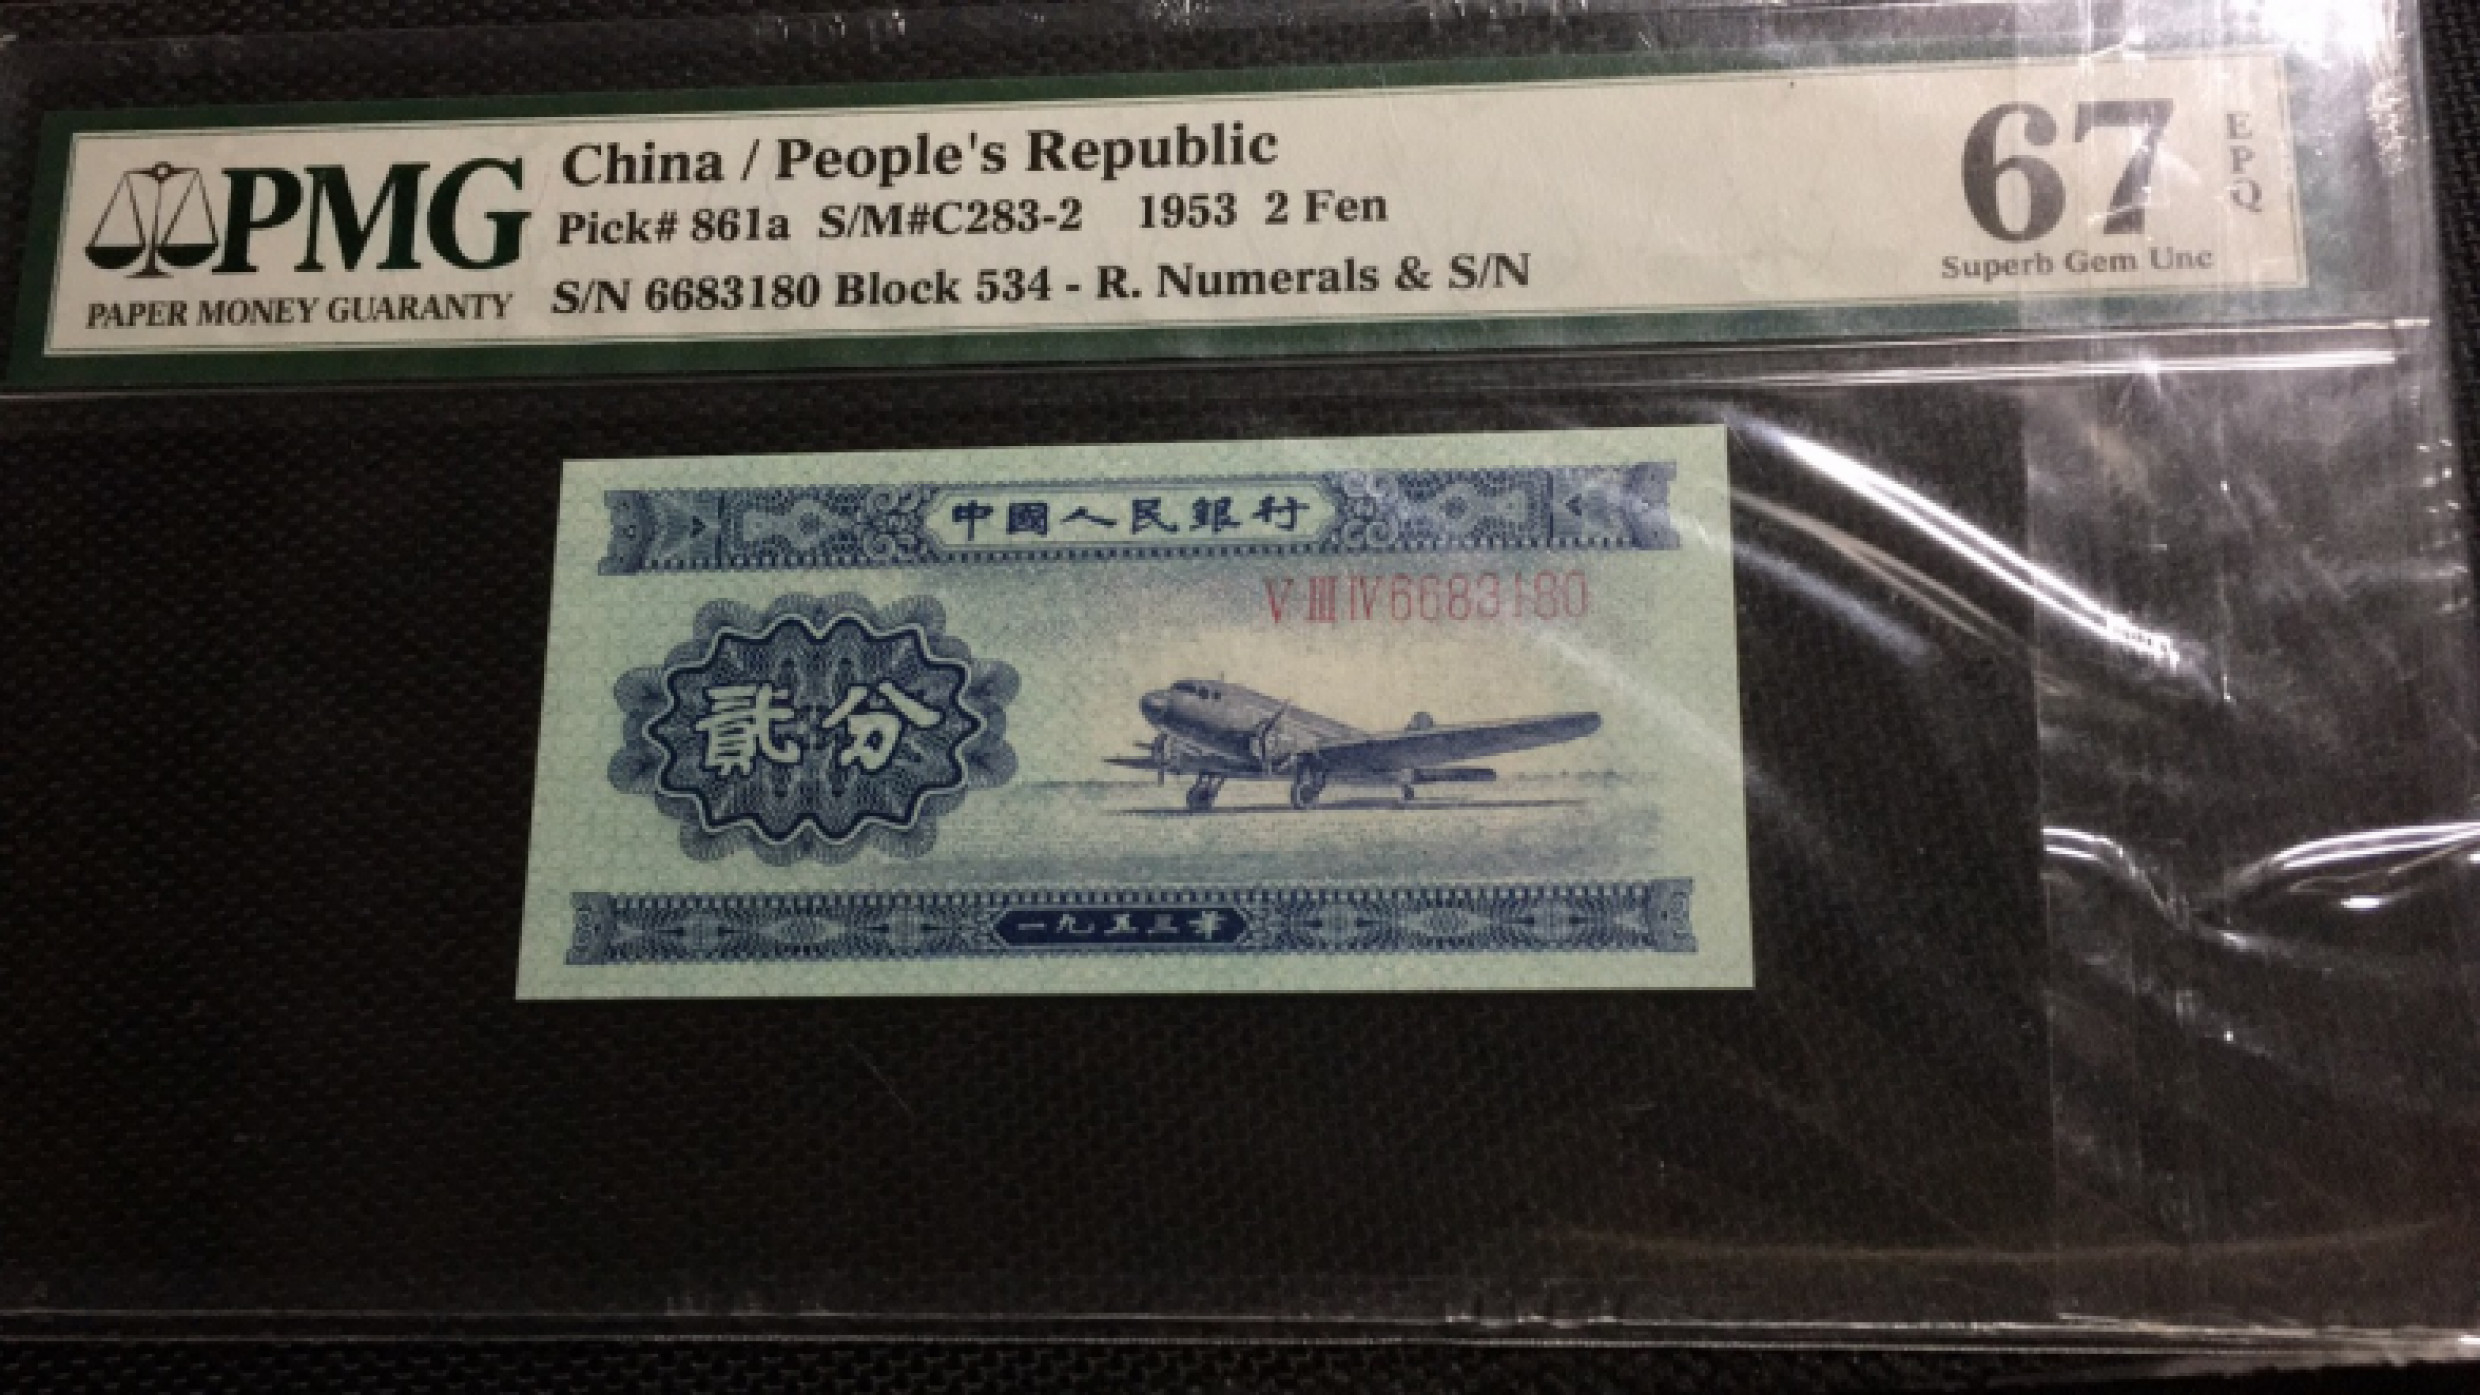 PMG
PAPER MONEY GUARANTY
China / People's Republic
Pick# 861a S/M#C283-2 1953 2 Fen
S/N 6683180 Block 534 - R. Numerals & S/N
67
EPQ
Superb Gem Unc
中國人民銀行
V III IV 6683180
貳分
一九五三年